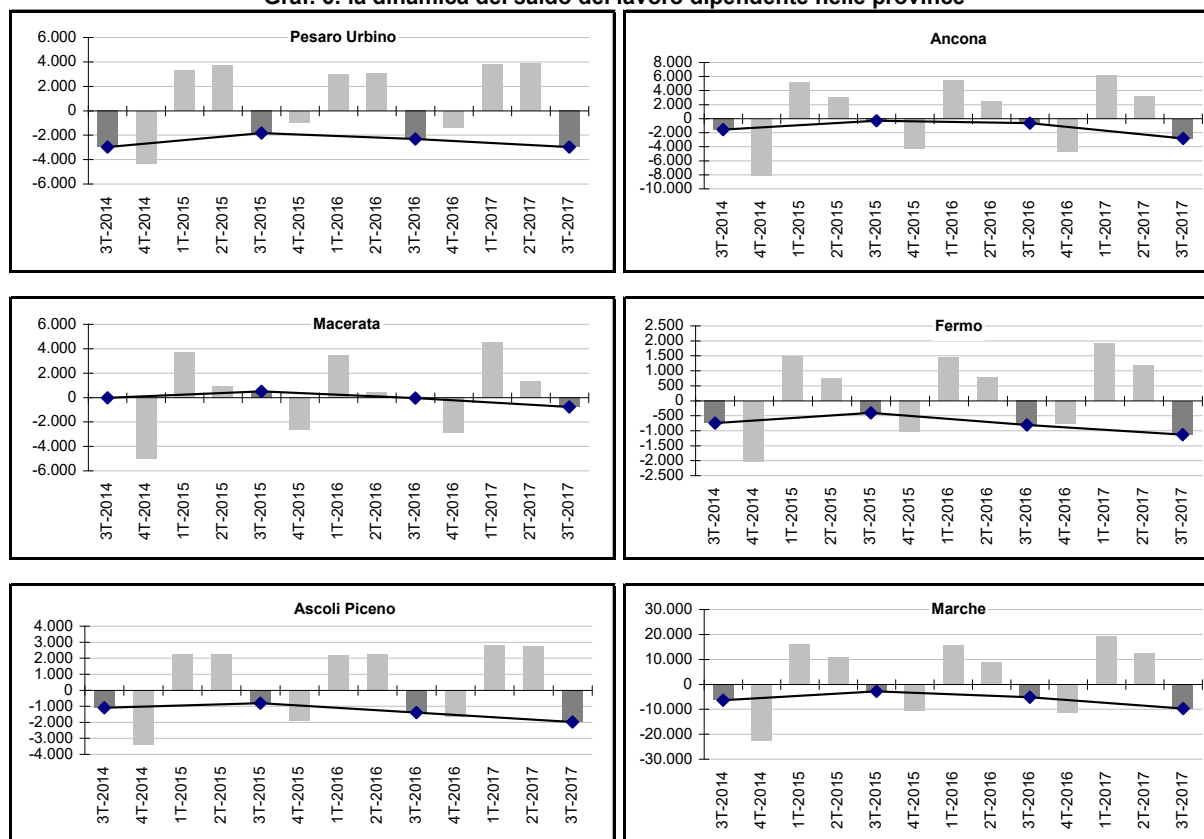 la dinamica del saldo del lavoro dipendente nelle province
Pesaro Urbino
6.000
4.000
2.000
0
-2.000
-4.000
-6.000
3T-2014
4T-2014
1T-2015
2T-2015
3T-2015
4T-2015
1T-2016
2T-2016
3T-2016
4T-2016
1T-2017
2T-2017
3T-2017
Ancona
8.000
6.000
4.000
2.000
0
-2.000
-4.000
-6.000
-8.000
-10.000
3T-2014
4T-2014
1T-2015
2T-2015
3T-2015
4T-2015
1T-2016
2T-2016
3T-2016
4T-2016
1T-2017
2T-2017
3T-2017
Macerata
6.000
4.000
2.000
0
-2.000
-4.000
-6.000
3T-2014
4T-2014
1T-2015
2T-2015
3T-2015
4T-2015
1T-2016
2T-2016
3T-2016
4T-2016
1T-2017
2T-2017
3T-2017
Fermo
2.500
2.000
1.500
1.000
500
0
-500
-1.000
-1.500
-2.000
-2.500
3T-2014
4T-2014
1T-2015
2T-2015
3T-2015
4T-2015
1T-2016
2T-2016
3T-2016
4T-2016
1T-2017
2T-2017
3T-2017
Ascoli Piceno
4.000
3.000
2.000
1.000
0
-1.000
-2.000
-3.000
-4.000
3T-2014
4T-2014
1T-2015
2T-2015
3T-2015
4T-2015
1T-2016
2T-2016
3T-2016
4T-2016
1T-2017
2T-2017
3T-2017
Marche
30.000
20.000
10.000
0
-10.000
-20.000
-30.000
3T-2014
4T-2014
1T-2015
2T-2015
3T-2015
4T-2015
1T-2016
2T-2016
3T-2016
4T-2016
1T-2017
2T-2017
3T-2017